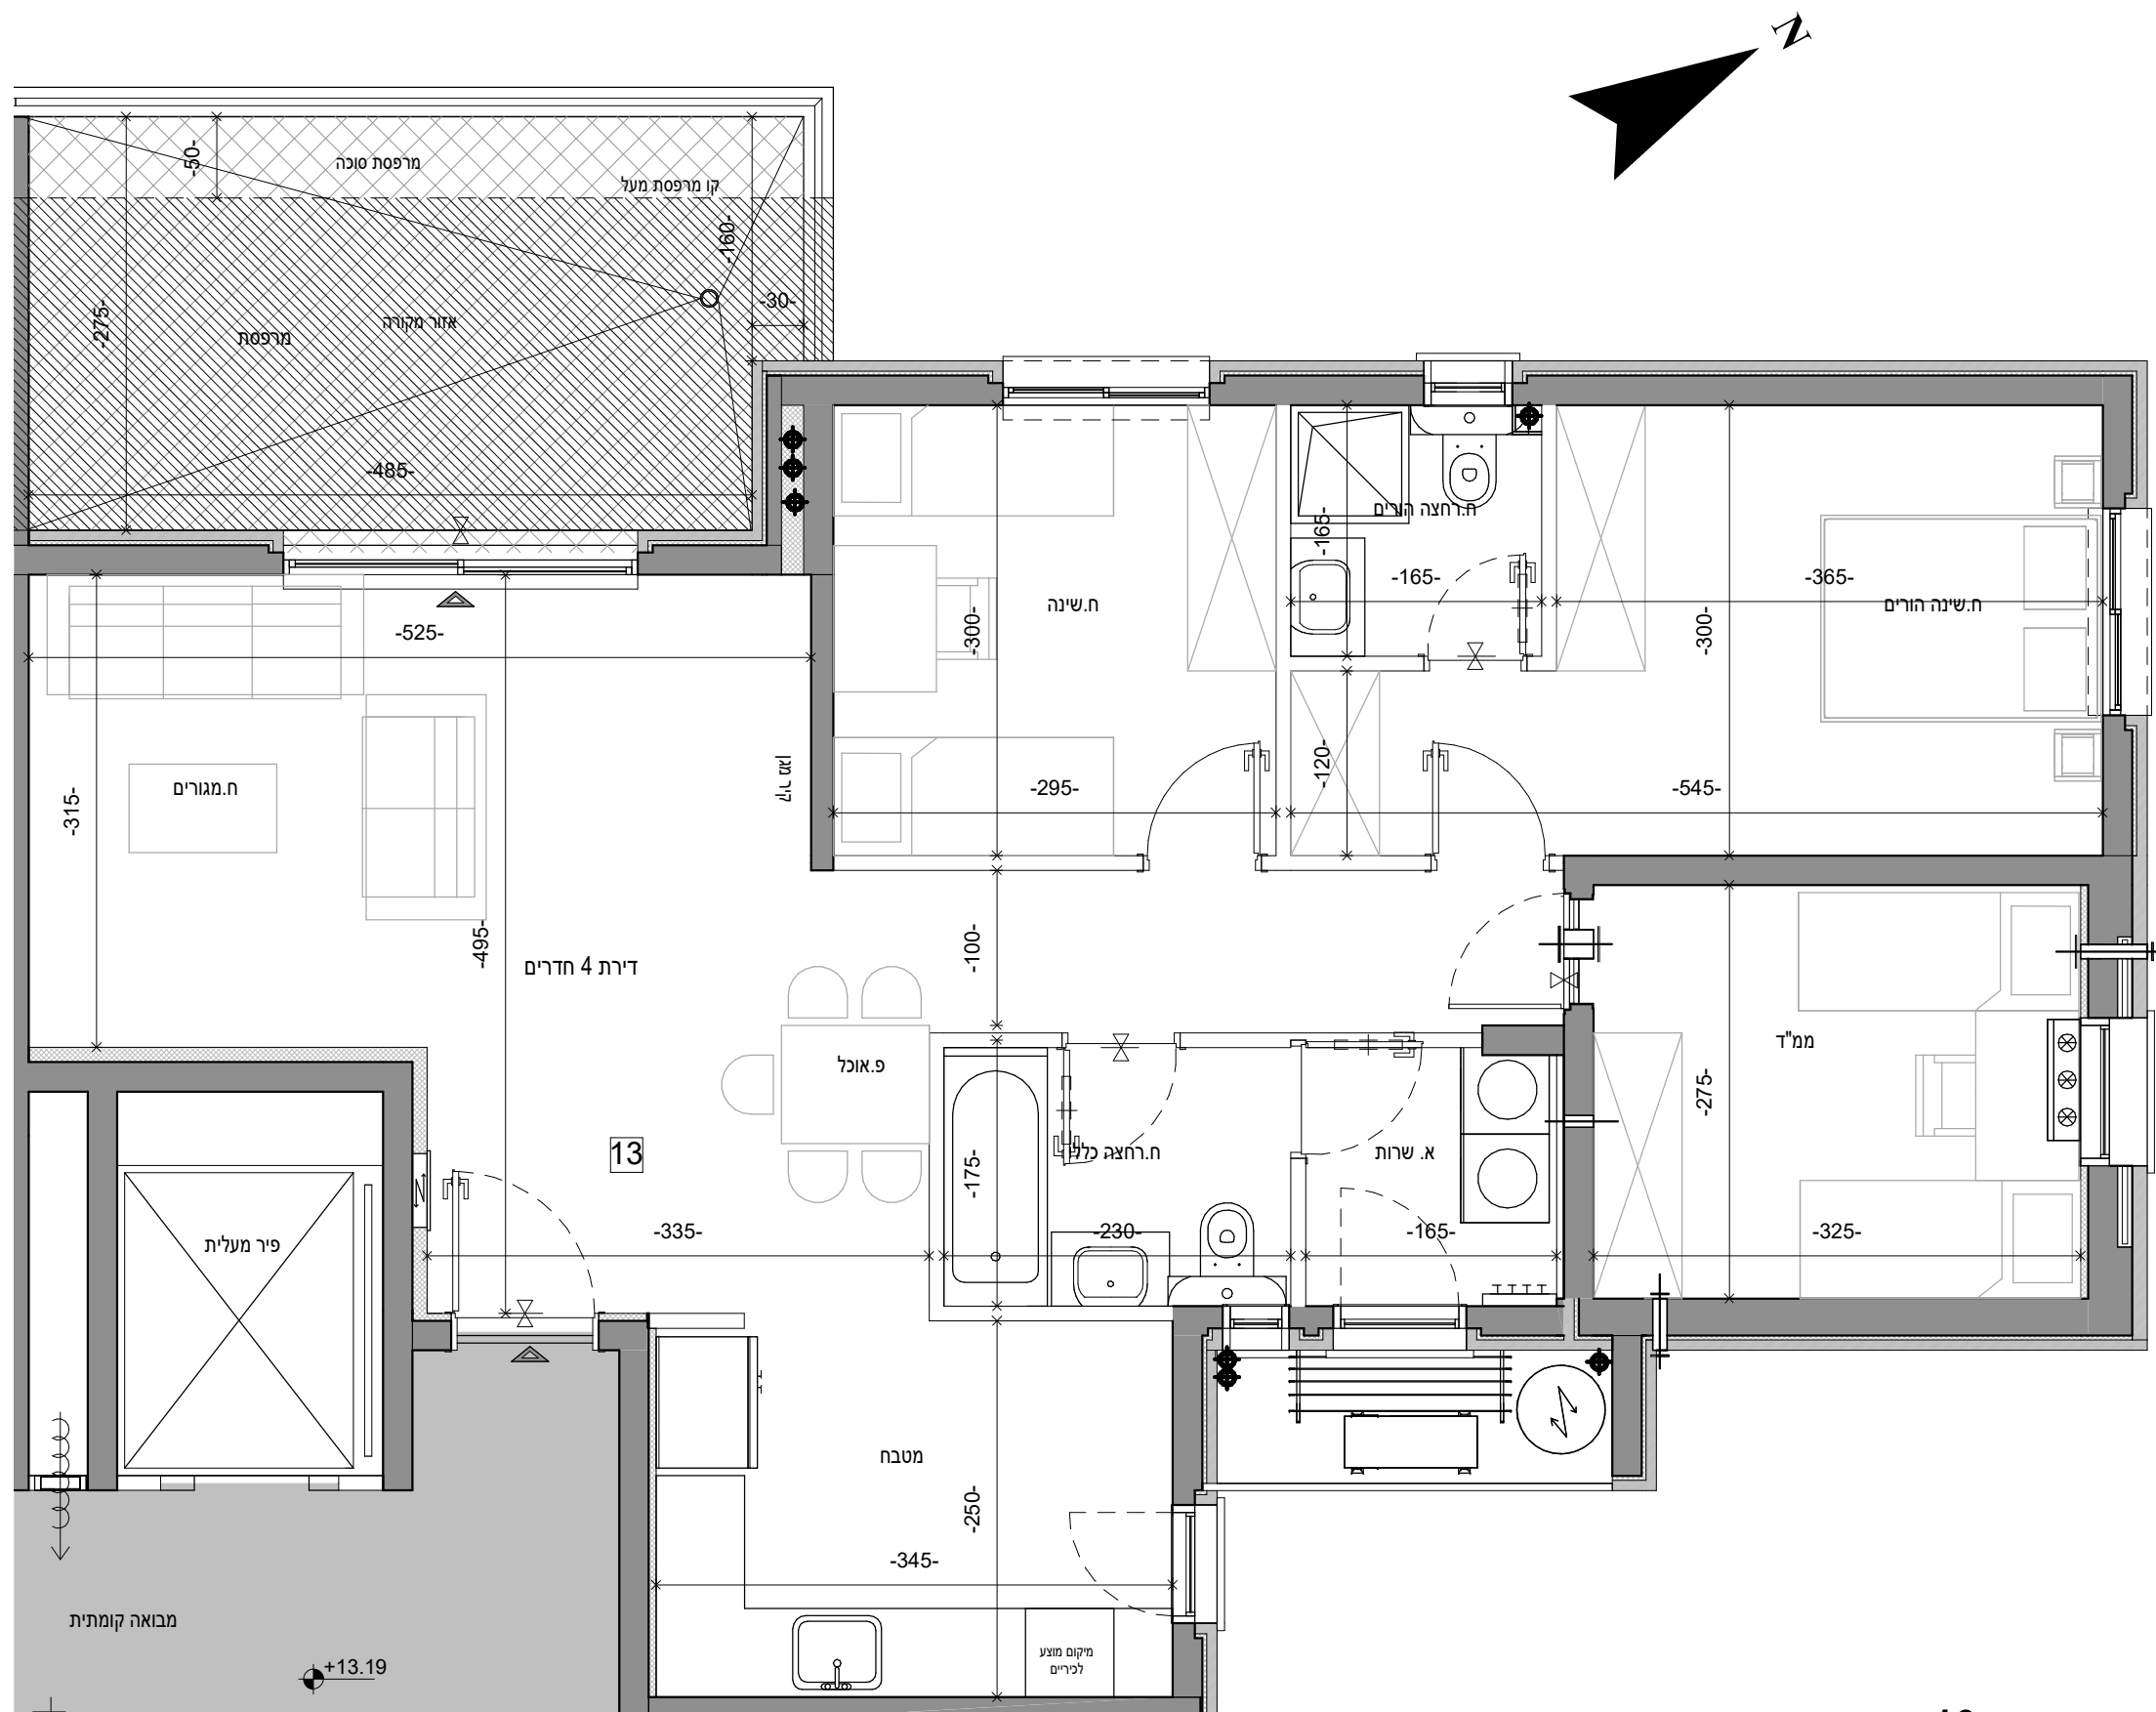 N
-50-
מרפסת סוכה
קו מרפסת מעל
-160-
-275-
אזור מקורה
מרפסת
-30-
-485-
ח.רחצה הורים
-165-
-165-
-365-
ח.שינה
ח.שינה הורים
-300-
-300-
-525-
קיר מגן
-120-
ח.מגורים
-315-
-295-
-545-
-495-
-100-
דירת 4 חדרים
פ.אוכל
ממ"ד
-275-
13
ח.רחצה כללי
א. שרות
-175-
-335-
-230-
-165-
-325-
פיר מעלית
מטבח
-250-
-345-
מבואה קומתית
+13.19
מיקום מוצע
לכיריים